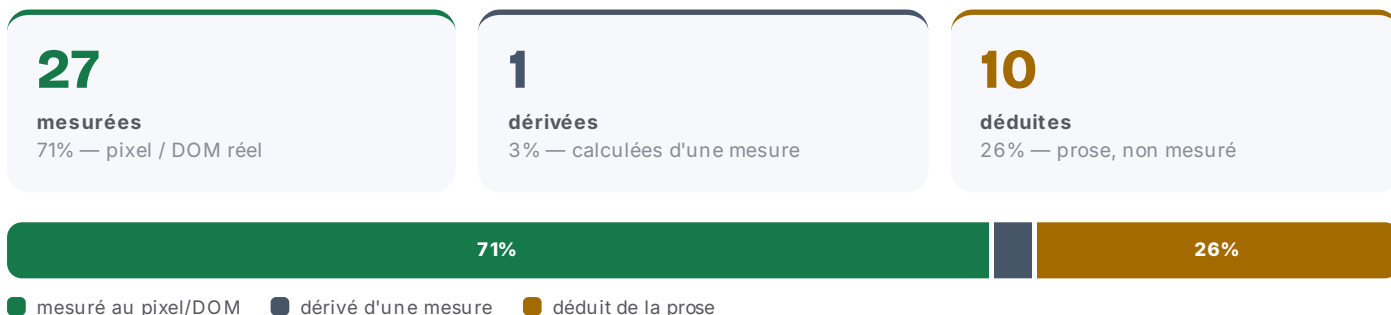 27
mesurées
71% — pixel / DOM réel
1
dérivées
3% — calculées d'une mesure
10
déduites
26% — prose, non mesuré
71%
26%
mesuré au pixel/DOM
dérivé d'une mesure
déduit de la prose